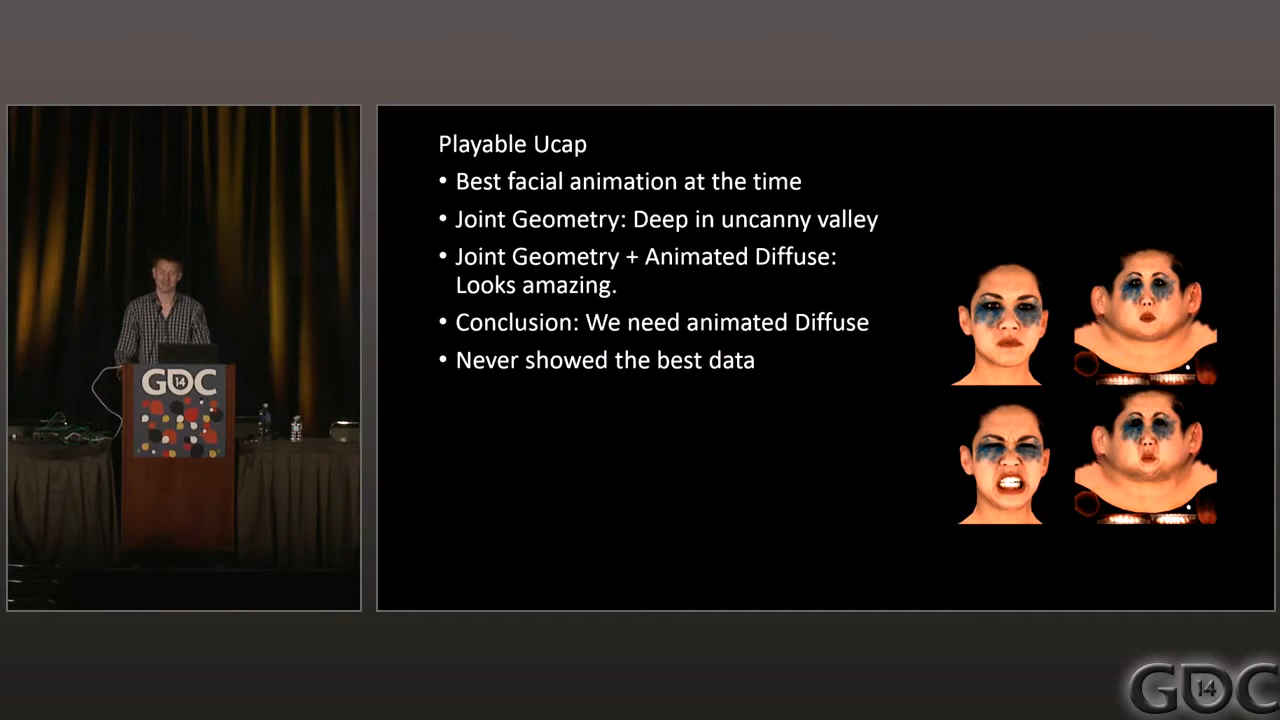 Playable Ucap
• Best facial animation at the time
• Joint Geometry: Deep in uncanny valley
• Joint Geometry + Animated Diffuse:
Looks amazing.
• Conclusion: We need animated Diffuse
• Never showed the best data
GDC 14
GDC 14